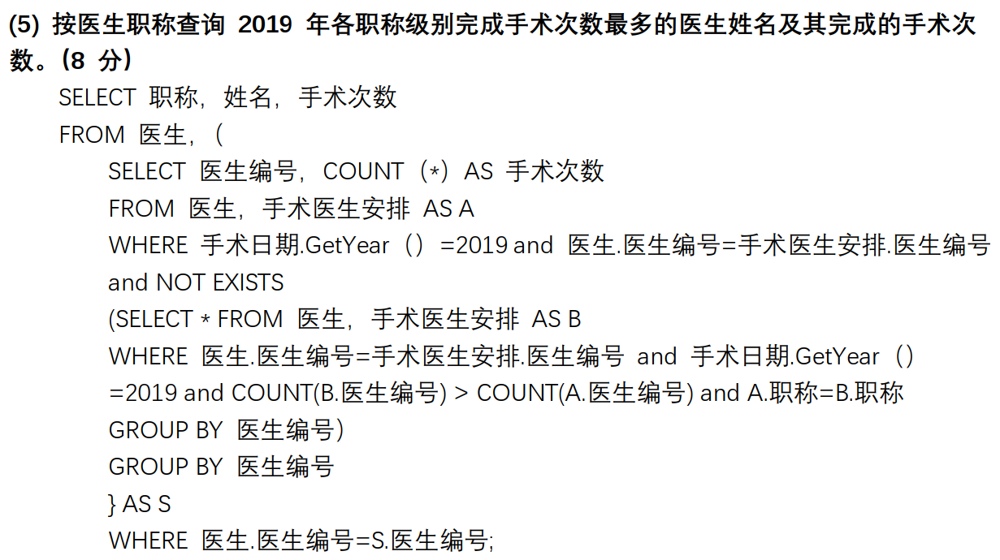 (5) 按医生职称查询 2019 年各职称级别完成手术次数最多的医生姓名及其完成的手术次
数。(8 分)
SELECT 职称，姓名，手术次数
FROM 医生，(
SELECT 医生编号，COUNT（*）AS 手术次数
FROM 医生，手术医生安排 AS A
WHERE 手术日期.GetYear（）=2019 and 医生.医生编号=手术医生安排.医生编号
and NOT EXISTS
(SELECT * FROM 医生，手术医生安排 AS B
WHERE 医生.医生编号=手术医生安排.医生编号 and 手术日期.GetYear（）
=2019 and COUNT(B.医生编号) > COUNT(A.医生编号) and A.职称=B.职称
GROUP BY 医生编号）
GROUP BY 医生编号
} AS S
WHERE 医生.医生编号=S.医生编号;